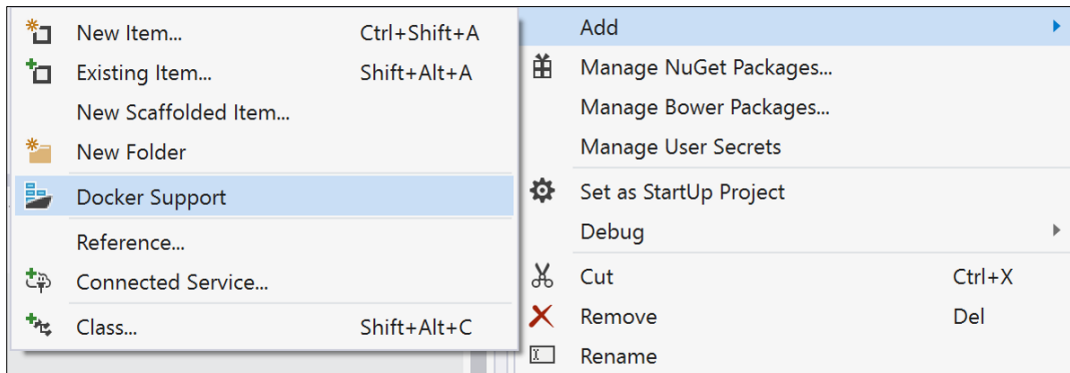 New Item... Ctrl+Shift+A
Existing Item... Shift+Alt+A
New Scaffolded Item...
New Folder
Docker Support
Reference...
Connected Service...
Class... Shift+Alt+C
Add
Manage NuGet Packages...
Manage Bower Packages...
Manage User Secrets
Set as StartUp Project
Debug
Cut Ctrl+X
Remove Del
Rename